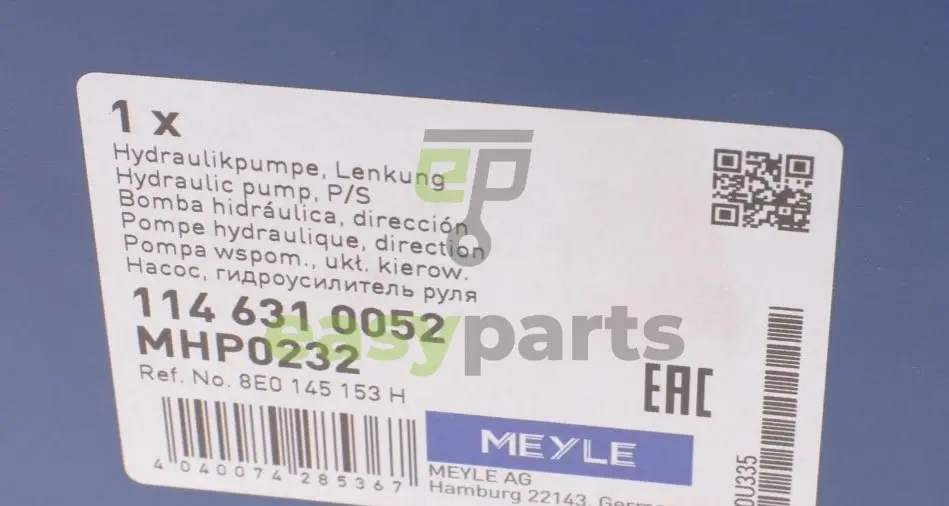 1 x
Hydraulikpumpe, Lenkung
Hydraulic pump, P/S
Bomba hidráulica, dirección
Pompe hydraulique, direction
Pompa wspom., ukł. kierow.
Насос, гидроусилитель руля
114 631 0052
MHP0232
Ref. No. 8E0 145 153 H
4 040074 285367
MEYLE
MEYLE AG
Hamburg 22143, Germany
EAC
0U335
ep
easyparts